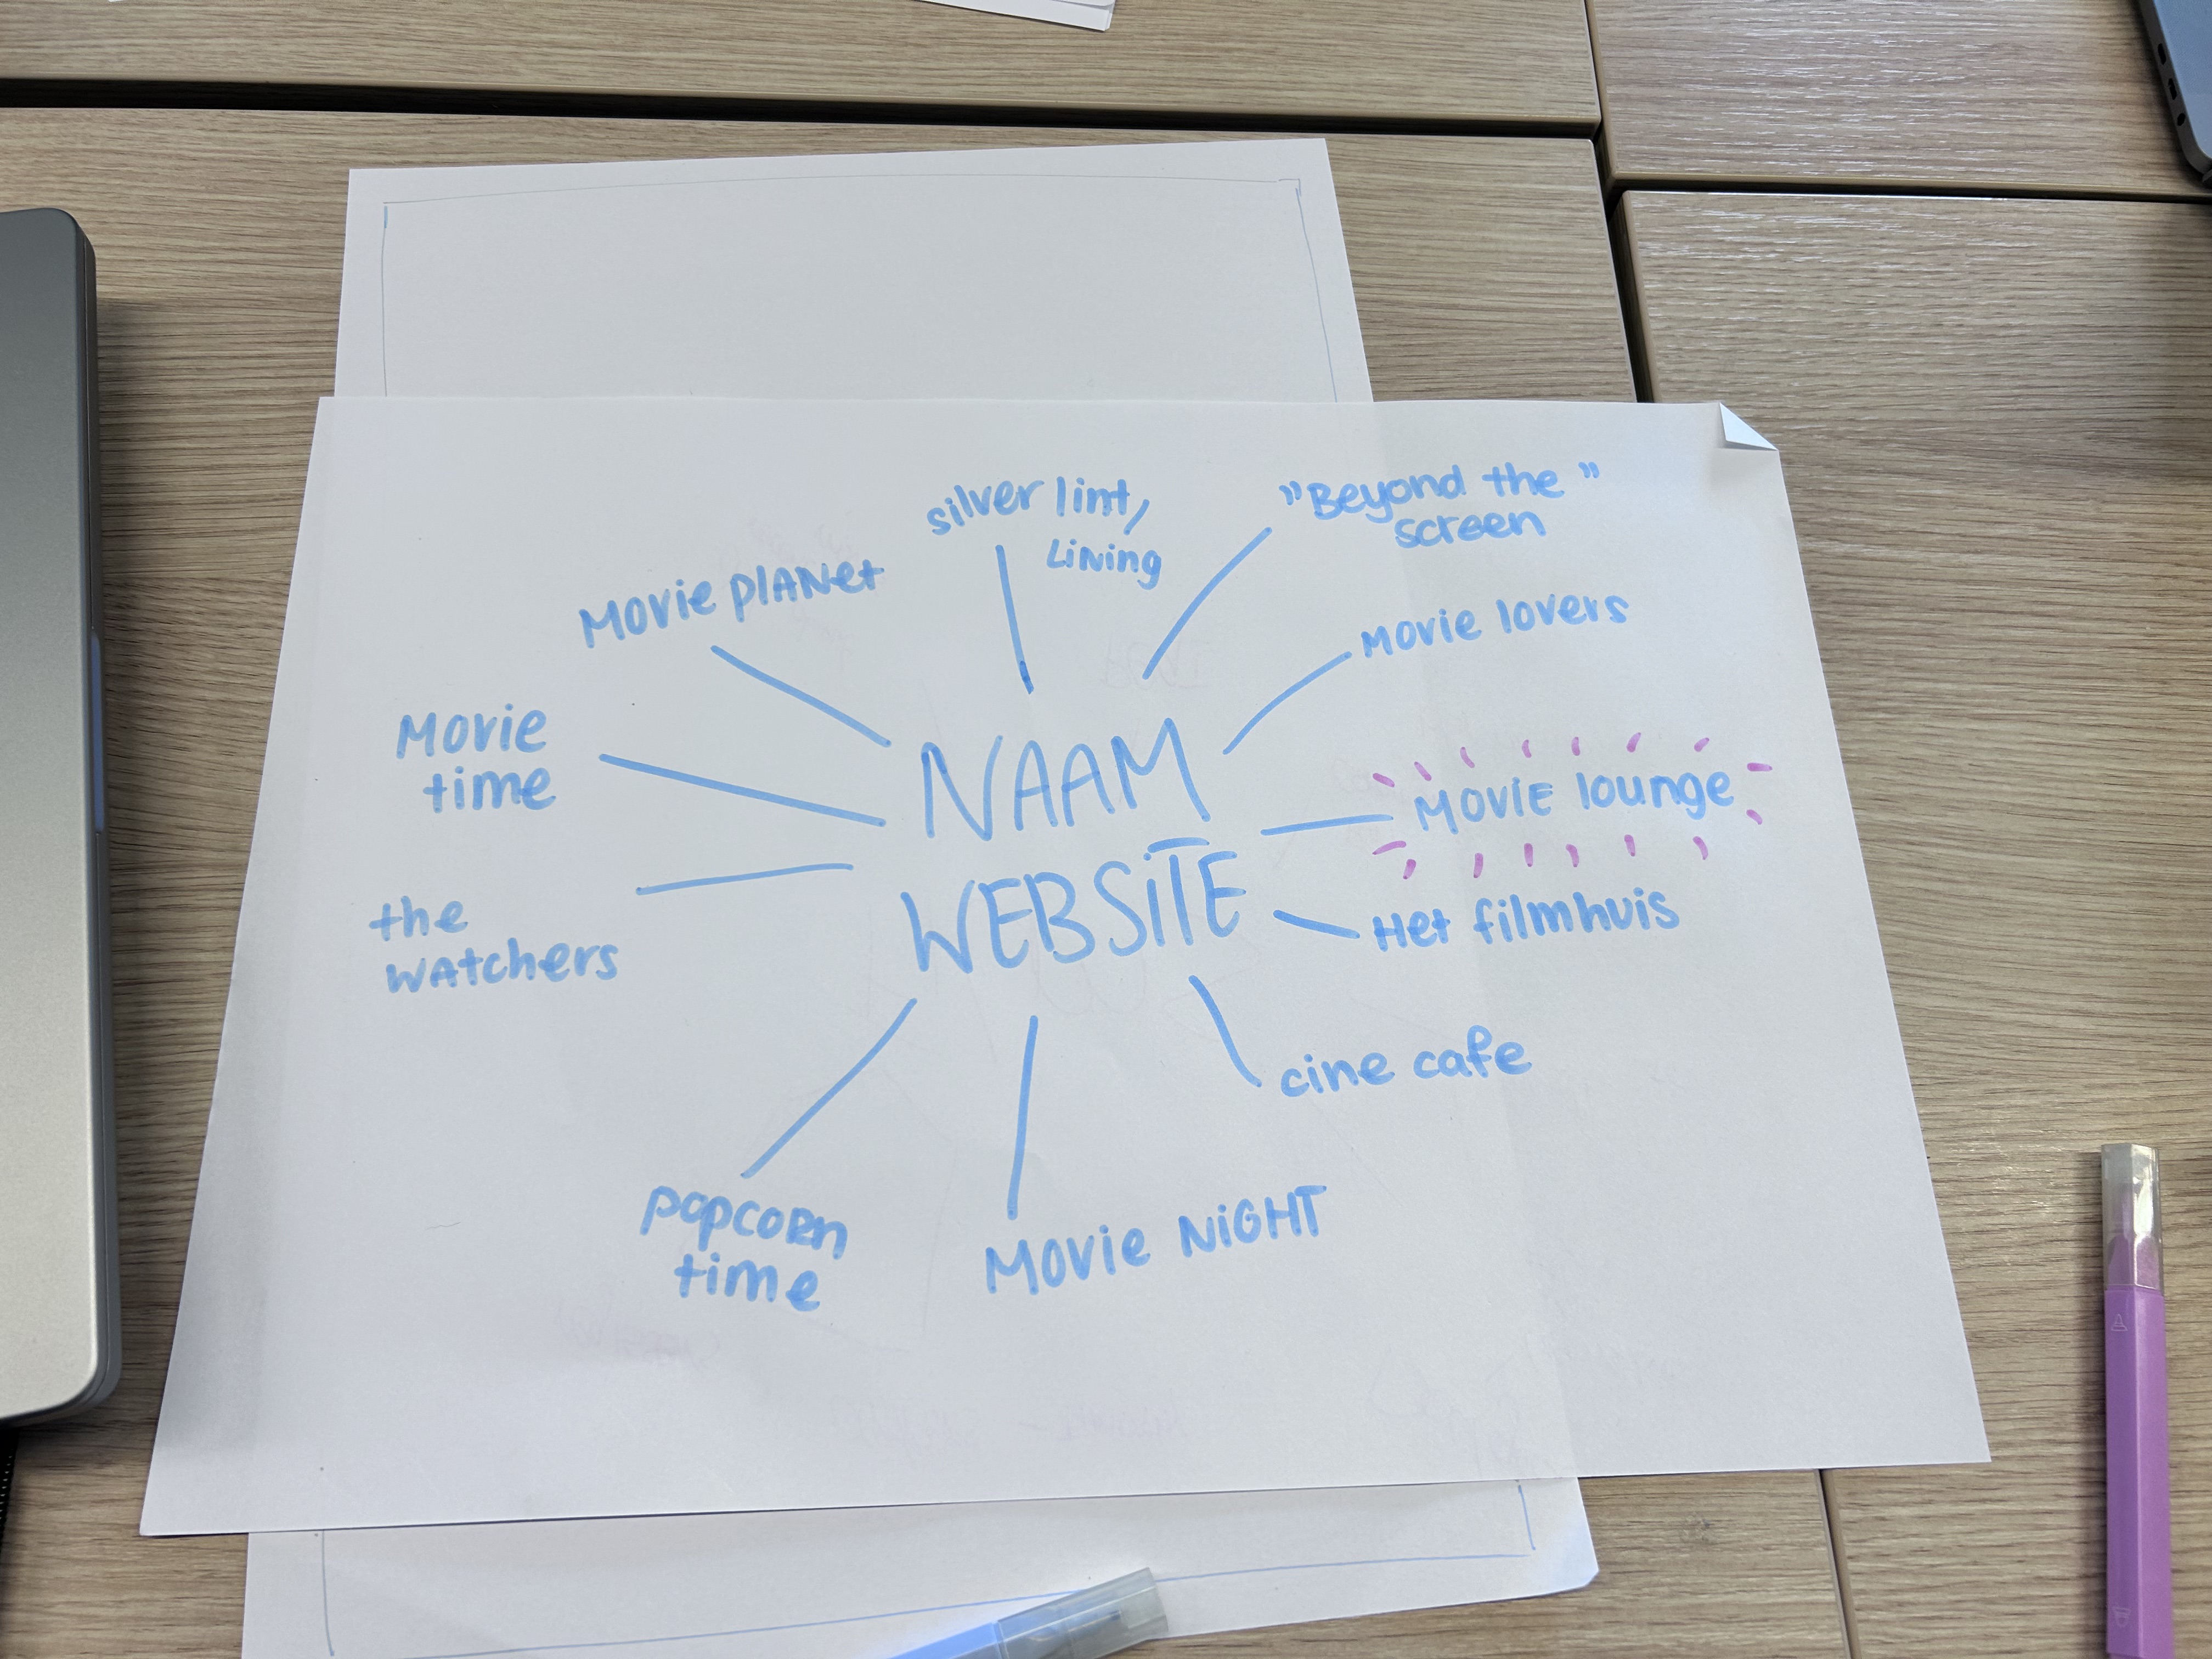 silver lint,
Lining
"Beyond the"
screen
Movie planet
Movie lovers
Movie
time
NAAM
WEBSiTE
MOVIE lounge
Het filmhuis
the
watchers
cine cafe
popcorn
time
Movie NiGHT